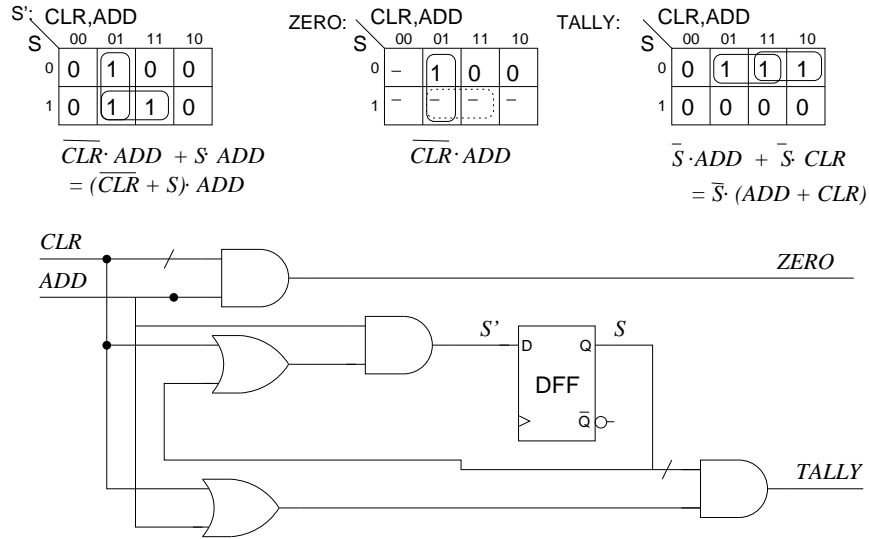 S': CLR,ADD
S 00 01 11 10
0 0 1 0 0
1 0 1 1 0
C̅L̅R̅· ADD + S· ADD
= (C̅L̅R̅ + S)· ADD
ZERO: CLR,ADD
S 00 01 11 10
0 – 1 0 0
1 – – – –
C̅L̅R̅· ADD
TALLY: CLR,ADD
S 00 01 11 10
0 0 1 1 1
1 0 0 0 0
S̅·ADD + S̅· CLR
= S̅· (ADD + CLR)
CLR
ZERO
ADD
S’
S
D Q
DFF
Q̅
TALLY